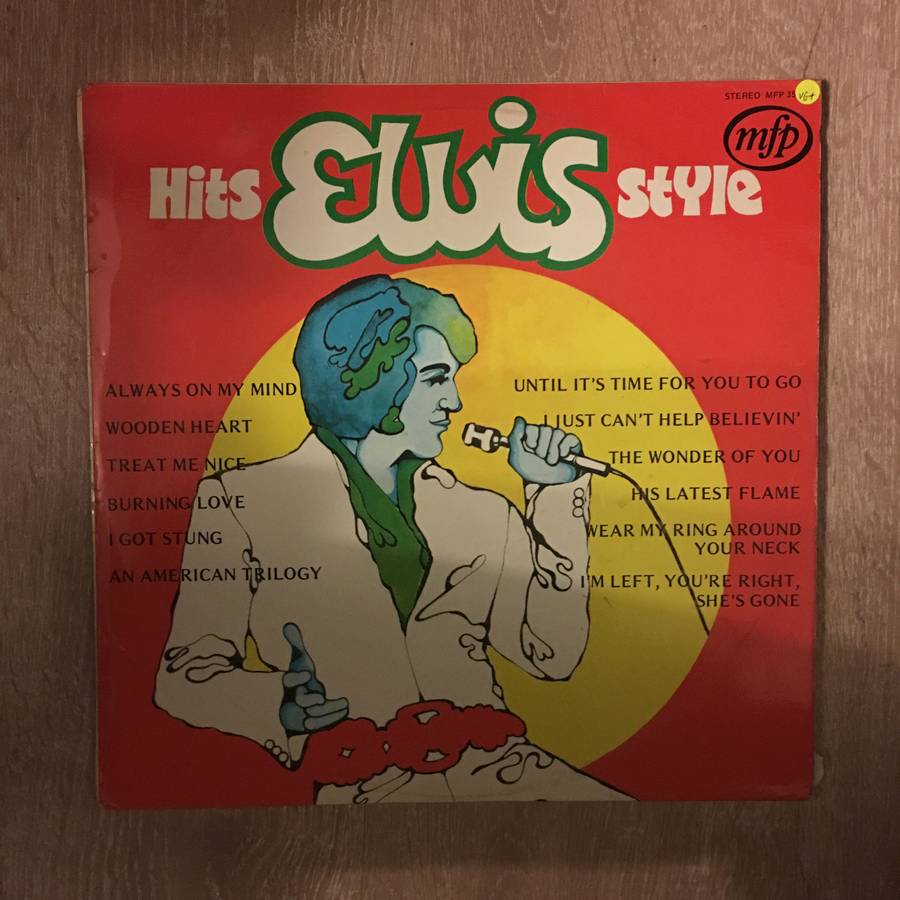 STEREO MFP 35
VG+
mfp
Hits Elvis Style
ALWAYS ON MY MIND
WOODEN HEART
TREAT ME NICE
BURNING LOVE
I GOT STUNG
AN AMERICAN TRILOGY
UNTIL IT'S TIME FOR YOU TO GO
I JUST CAN'T HELP BELIEVIN'
THE WONDER OF YOU
HIS LATEST FLAME
WEAR MY RING AROUND
YOUR NECK
I'M LEFT, YOU'RE RIGHT,
SHE'S GONE